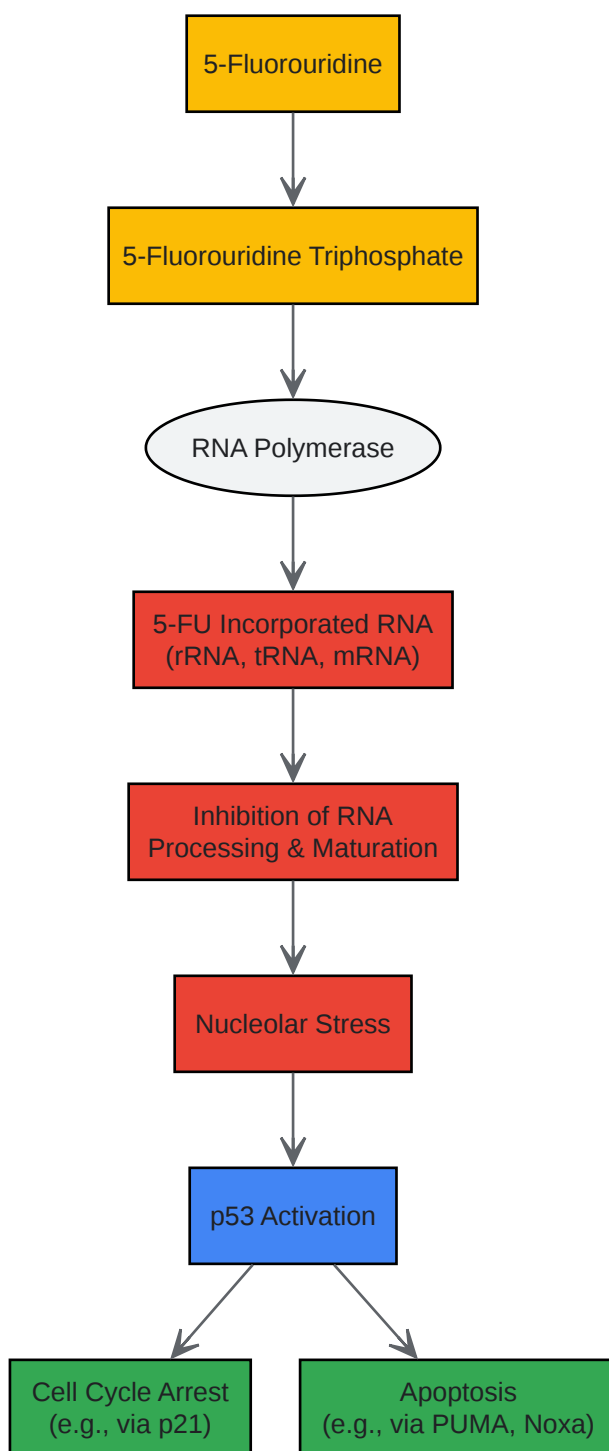 5-Fluorouridine
5-Fluorouridine Triphosphate
RNA Polymerase
5-FU Incorporated RNA
(rRNA, tRNA, mRNA)
Inhibition of RNA
Processing & Maturation
Nucleolar Stress
p53 Activation
Cell Cycle Arrest
(e.g., via p21)
Apoptosis
(e.g., via PUMA, Noxa)